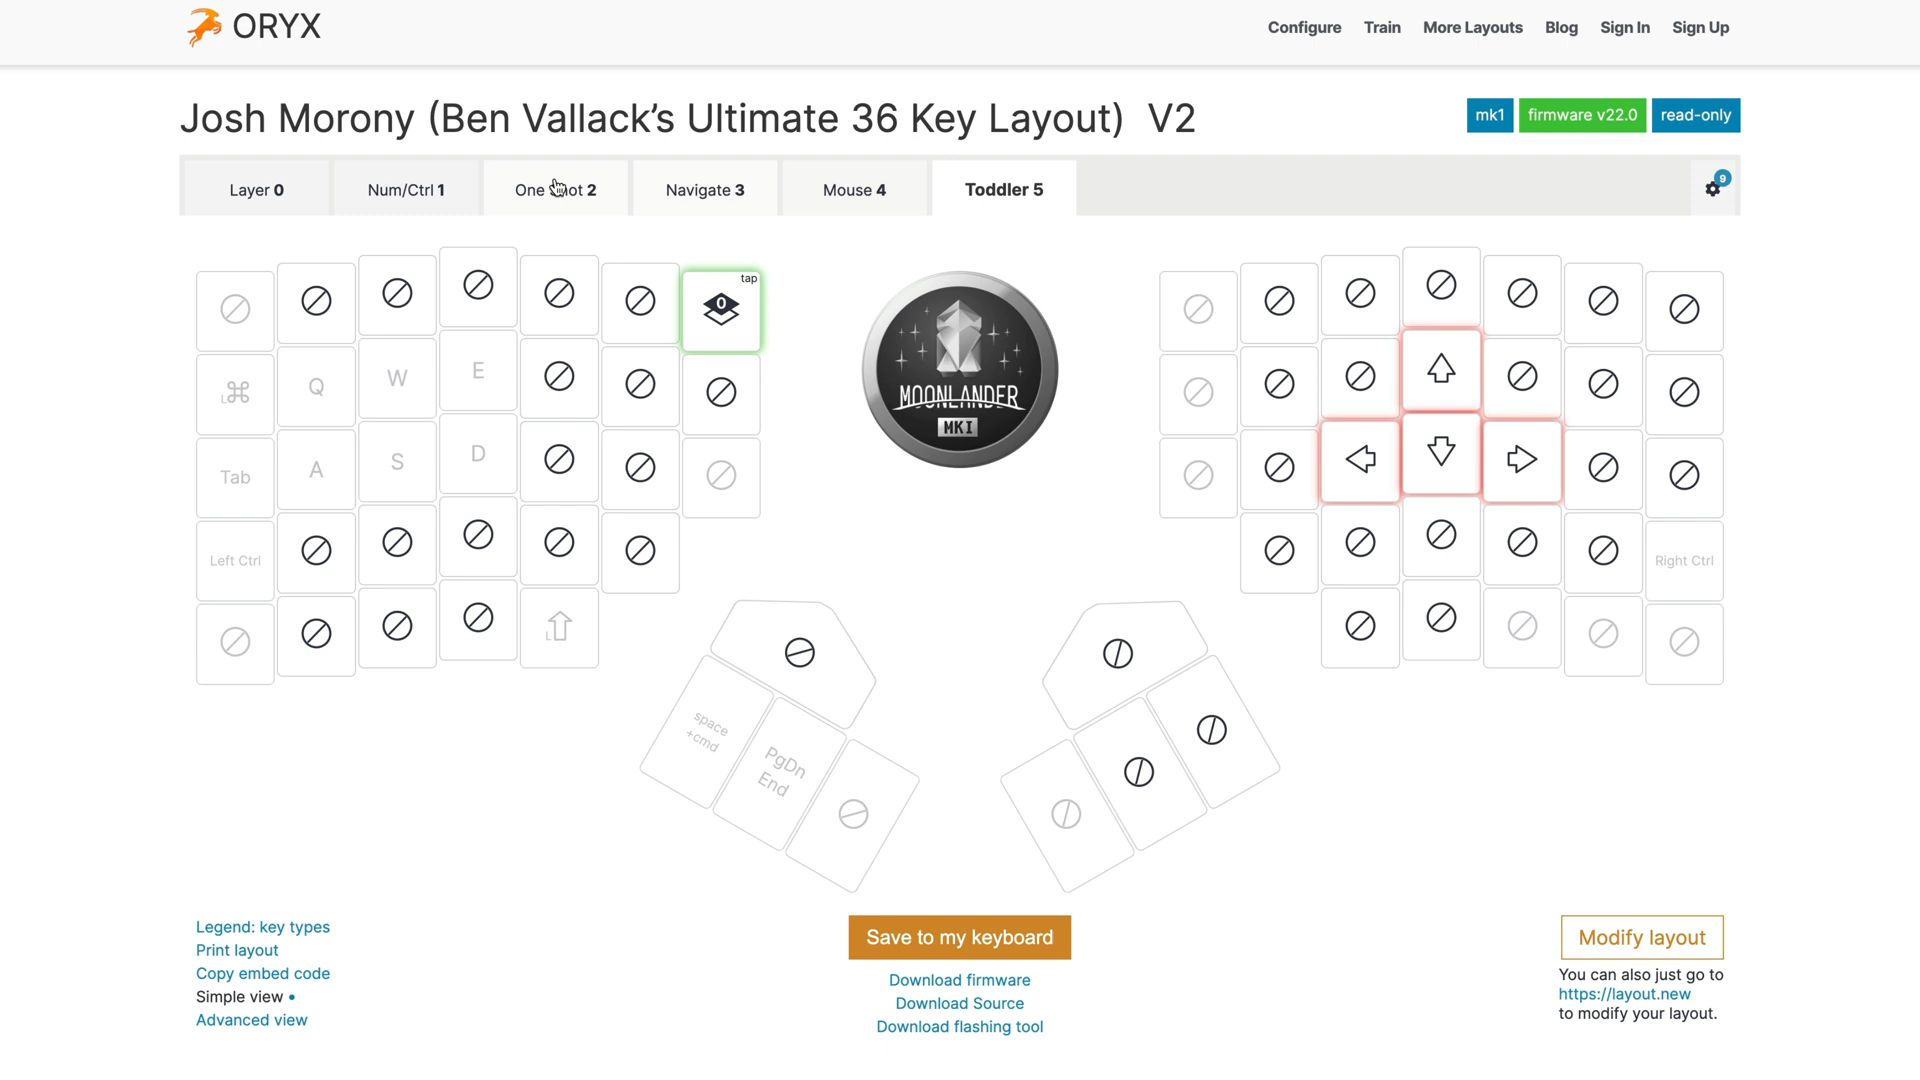 ORYX
Configure Train More Layouts Blog Sign In Sign Up
Josh Morony (Ben Vallack's Ultimate 36 Key Layout) V2
mk1 firmware v22.0 read-only
Layer 0 Num/Ctrl 1 One 2 Navigate 3 Mouse 4 Toddler 5
9
tap
0
L
Q
W
E
Tab
A
S
D
Left Ctrl
Right Ctrl
L
MOONLANDER
MKI
space
+cmd
PgDn
End
Legend: key types
Print layout
Copy embed code
Simple view
Advanced view
Save to my keyboard
Download firmware
Download Source
Download flashing tool
Modify layout
You can also just go to
https://layout.new
to modify your layout.